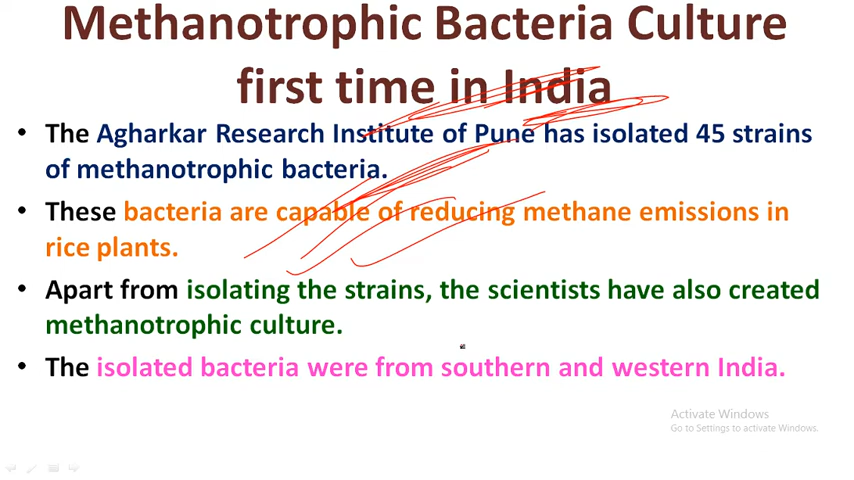 Methanotrophic Bacteria Culture
first time in India
• The Agharkar Research Institute of Pune has isolated 45 strains
of methanotrophic bacteria.
• These bacteria are capable of reducing methane emissions in
rice plants.
• Apart from isolating the strains, the scientists have also created
methanotrophic culture.
• The isolated bacteria were from southern and western India.
Activate Windows
Go to Settings to activate Windows.